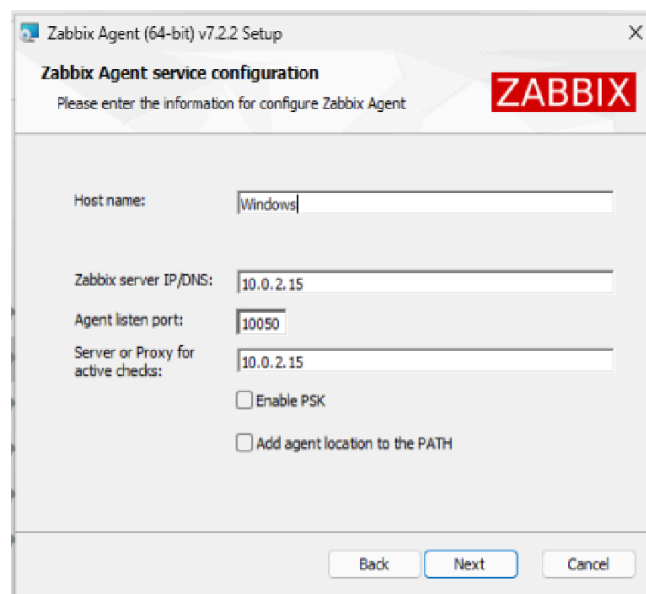 Zabbix Agent (64-bit) v7.2.2 Setup
Zabbix Agent service configuration
Please enter the information for configure Zabbix Agent
ZABBIX
Host name:
Windows
Zabbix server IP/DNS:
10.0.2.15
Agent listen port:
10050
Server or Proxy for
active checks:
10.0.2.15
Enable PSK
Add agent location to the PATH
Back
Next
Cancel